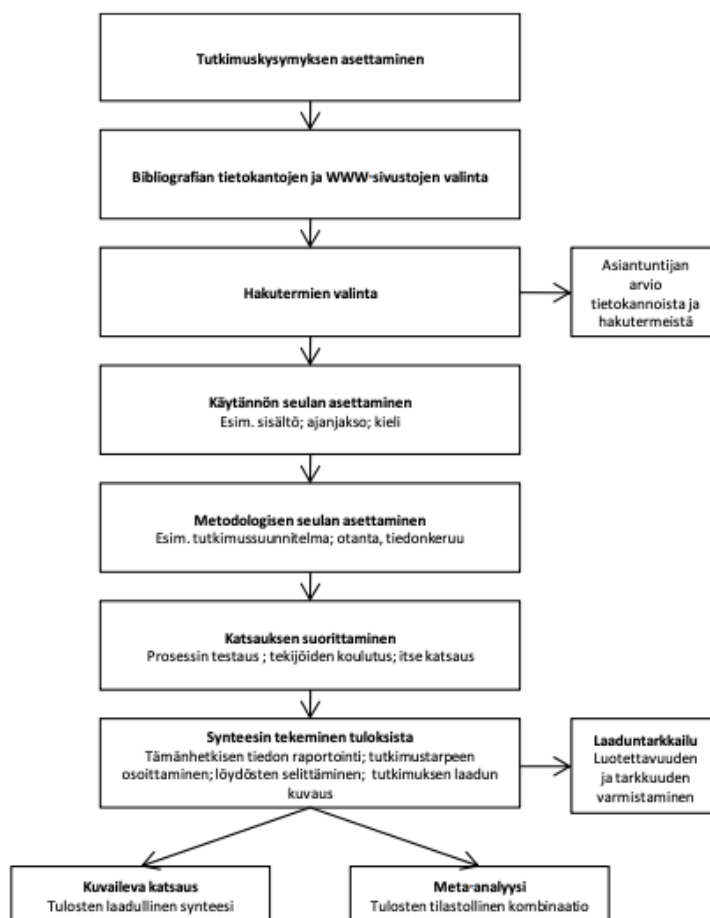 Tutkimuskysymyksen asettaminen
Bibliografian tietokantojen ja WWW-sivustojen valinta
Hakutermien valinta
Asiantuntijan
arvio
tietokannoista ja
hakutermeistä
Käytännön seulan asettaminen
Esim. sisältö; ajanjakso; kieli
Metodologisen seulan asettaminen
Esim. tutkimussuunnitelma; otanta, tiedonkeruu
Katsauksen suorittaminen
Prosessin testaus ; tekijöiden koulutus; itse katsaus
Synteesin tekeminen tuloksista
Tämänhetkisen tiedon raportointi; tutkimustarpeen
osoittaminen; löydösten selittäminen; tutkimuksen laadun
kuvaus
Laaduntarkkailu
Luotettavuuden
ja tarkkuuden
varmistaminen
Kuvaileva katsaus
Tulosten laadullinen synteesi
Meta-analyysi
Tulosten tilastollinen kombinaatio